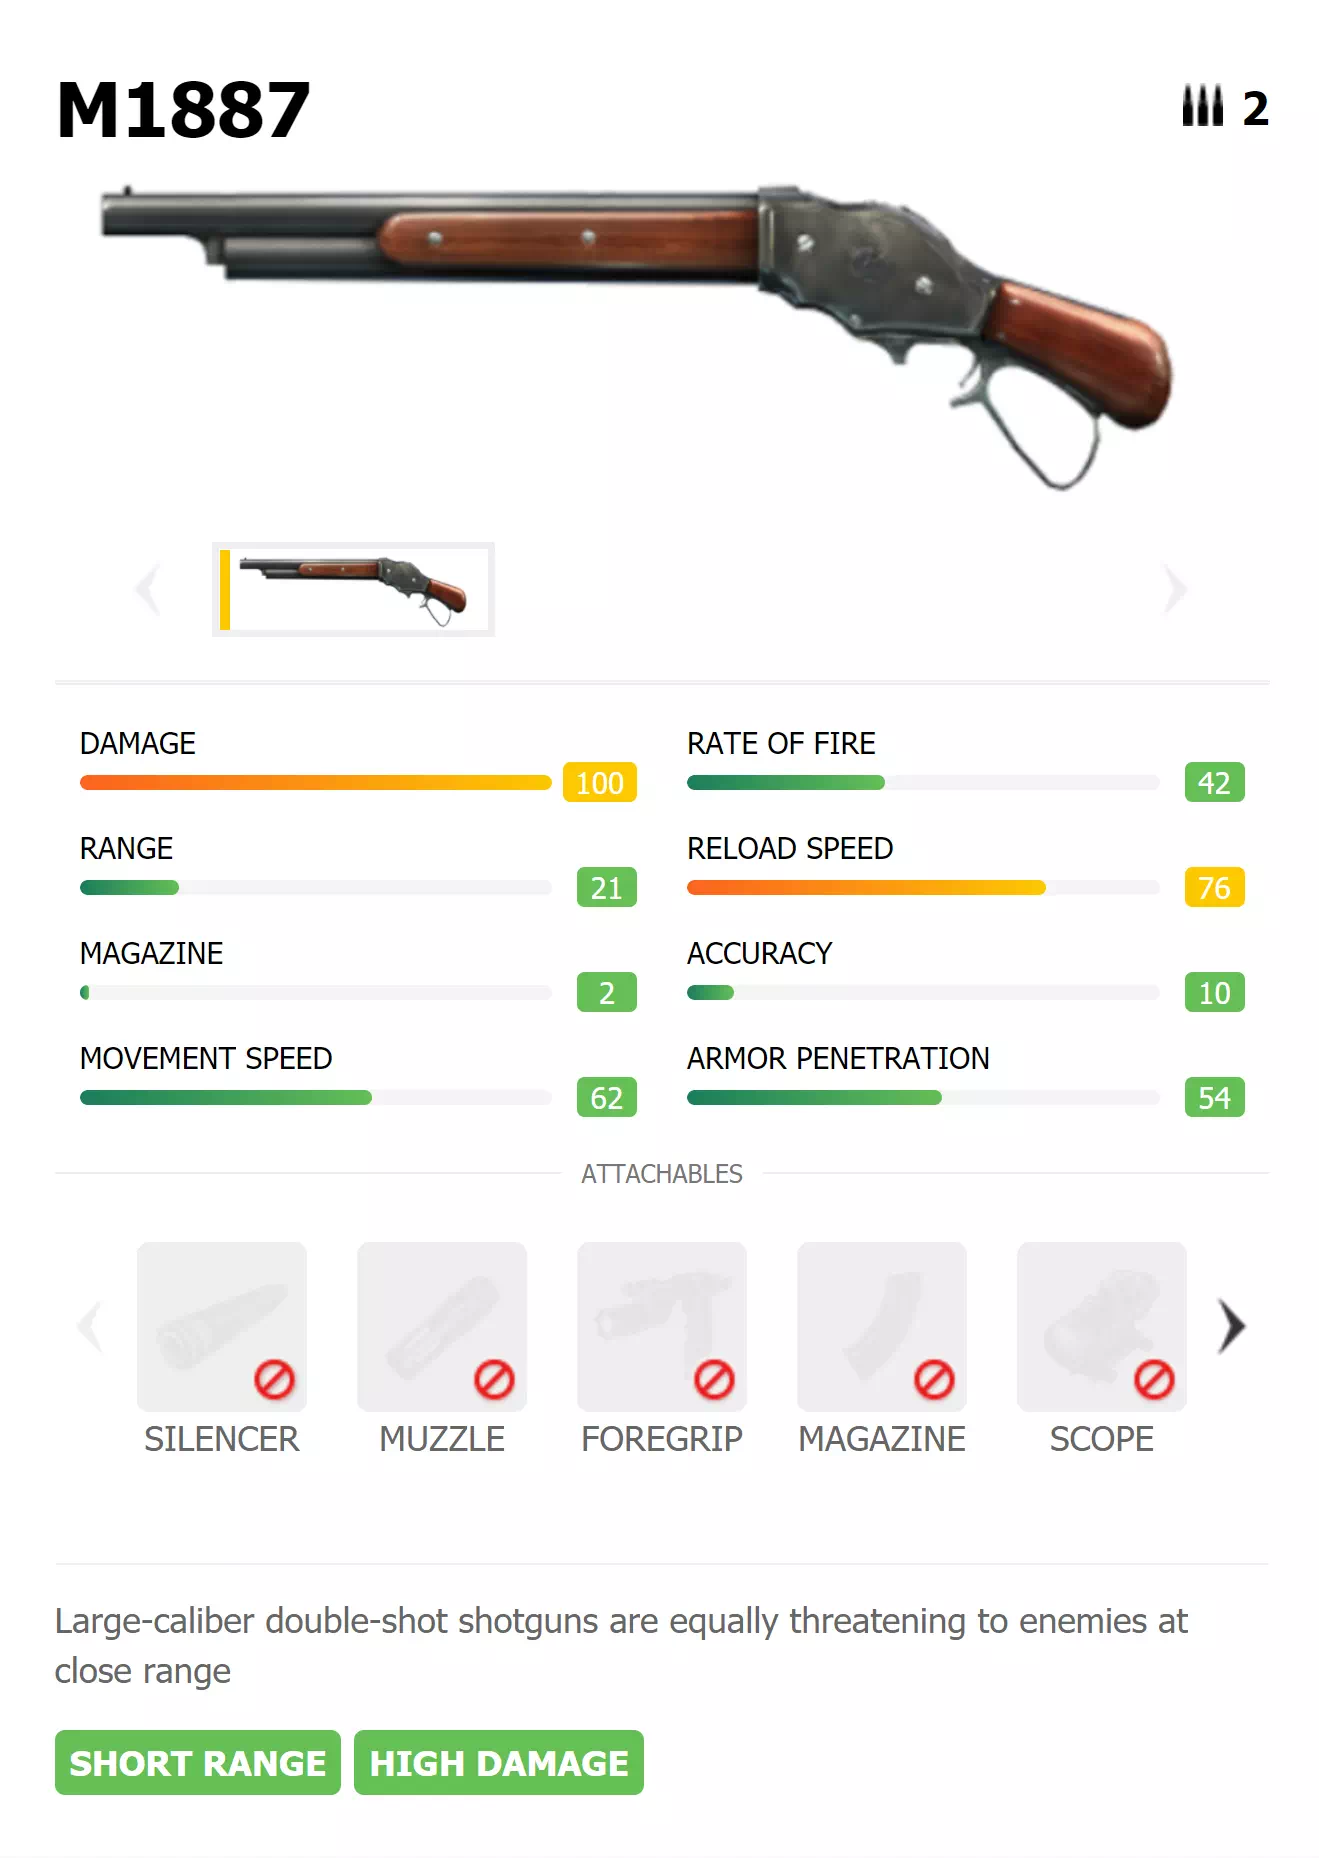 M1887
2
DAMAGE
100
RATE OF FIRE
42
RANGE
21
RELOAD SPEED
76
MAGAZINE
2
ACCURACY
10
MOVEMENT SPEED
62
ARMOR PENETRATION
54
ATTACHABLES
SILENCER
MUZZLE
FOREGRIP
MAGAZINE
SCOPE
Large-caliber double-shot shotguns are equally threatening to enemies at
close range
SHORT RANGE
HIGH DAMAGE